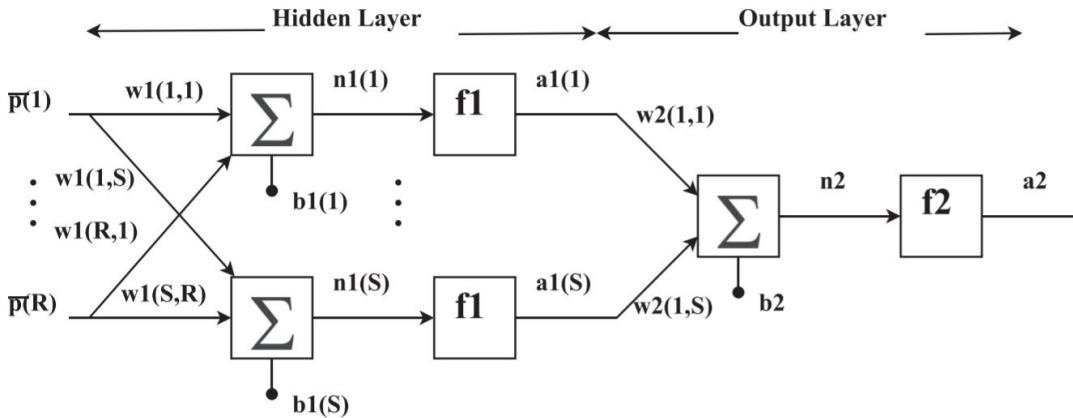 Hidden Layer Output Layer
p̅(1) w1(1,1) Σ n1(1) f1 a1(1)
w2(1,1)
w1(1,S)
b1(1)
w1(R,1)
Σ n2 f2 a2
p̅(R) w1(S,R) Σ n1(S) f1 a1(S)
w2(1,S) b2
b1(S)